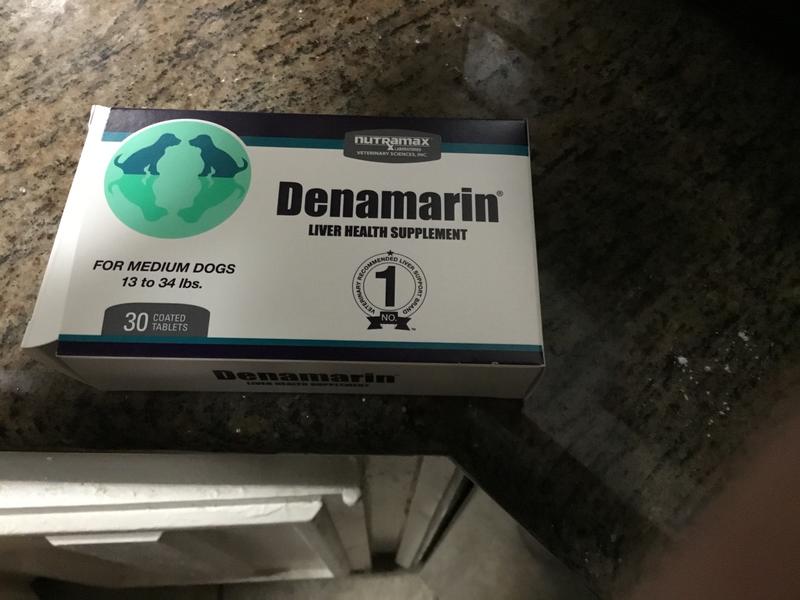 nutramax
LABORATORIES
VETERINARY SCIENCES, INC.
Denamarin®
LIVER HEALTH SUPPLEMENT
FOR MEDIUM DOGS
13 to 34 lbs.
VETERINARY RECOMMENDED LIVER SUPPORT BRAND
1
NO.
30 COATED
TABLETS
Denamarin
LIVER HEALTH SUPPLEMENT